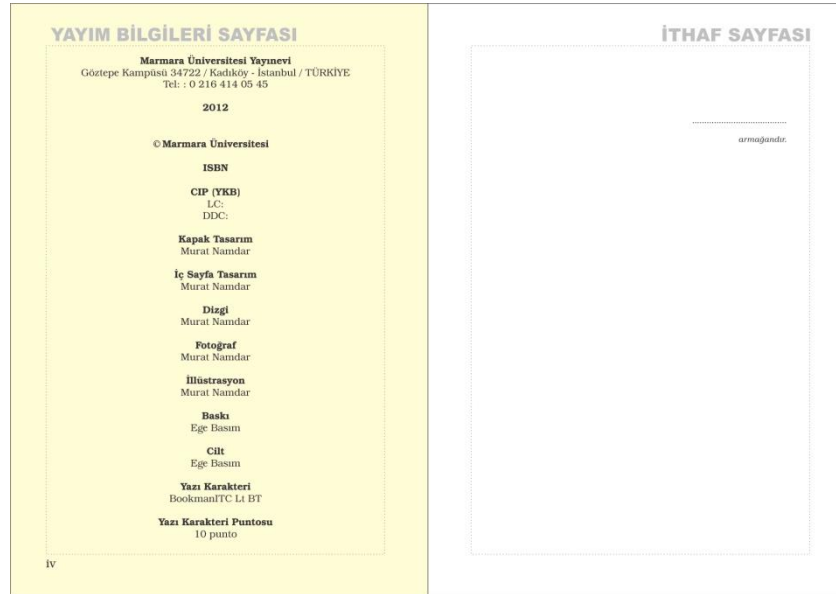 YAYIM BİLGİLERİ SAYFASI
Marmara Üniversitesi Yayınevi
Göztepe Kampüsü 34722 / Kadıköy - İstanbul / TÜRKİYE
Tel: : 0 216 414 05 45
2012
© Marmara Üniversitesi
ISBN
CIP (YKB)
LC:
DDC:
Kapak Tasarım
Murat Namdar
İç Sayfa Tasarım
Murat Namdar
Dizgi
Murat Namdar
Fotoğraf
Murat Namdar
İllüstrasyon
Murat Namdar
Baskı
Ege Basım
Cilt
Ege Basım
Yazı Karakteri
BookmanITC Lt BT
Yazı Karakteri Puntosu
10 punto
iv
İTHAF SAYFASI
.......................................
armağandır.